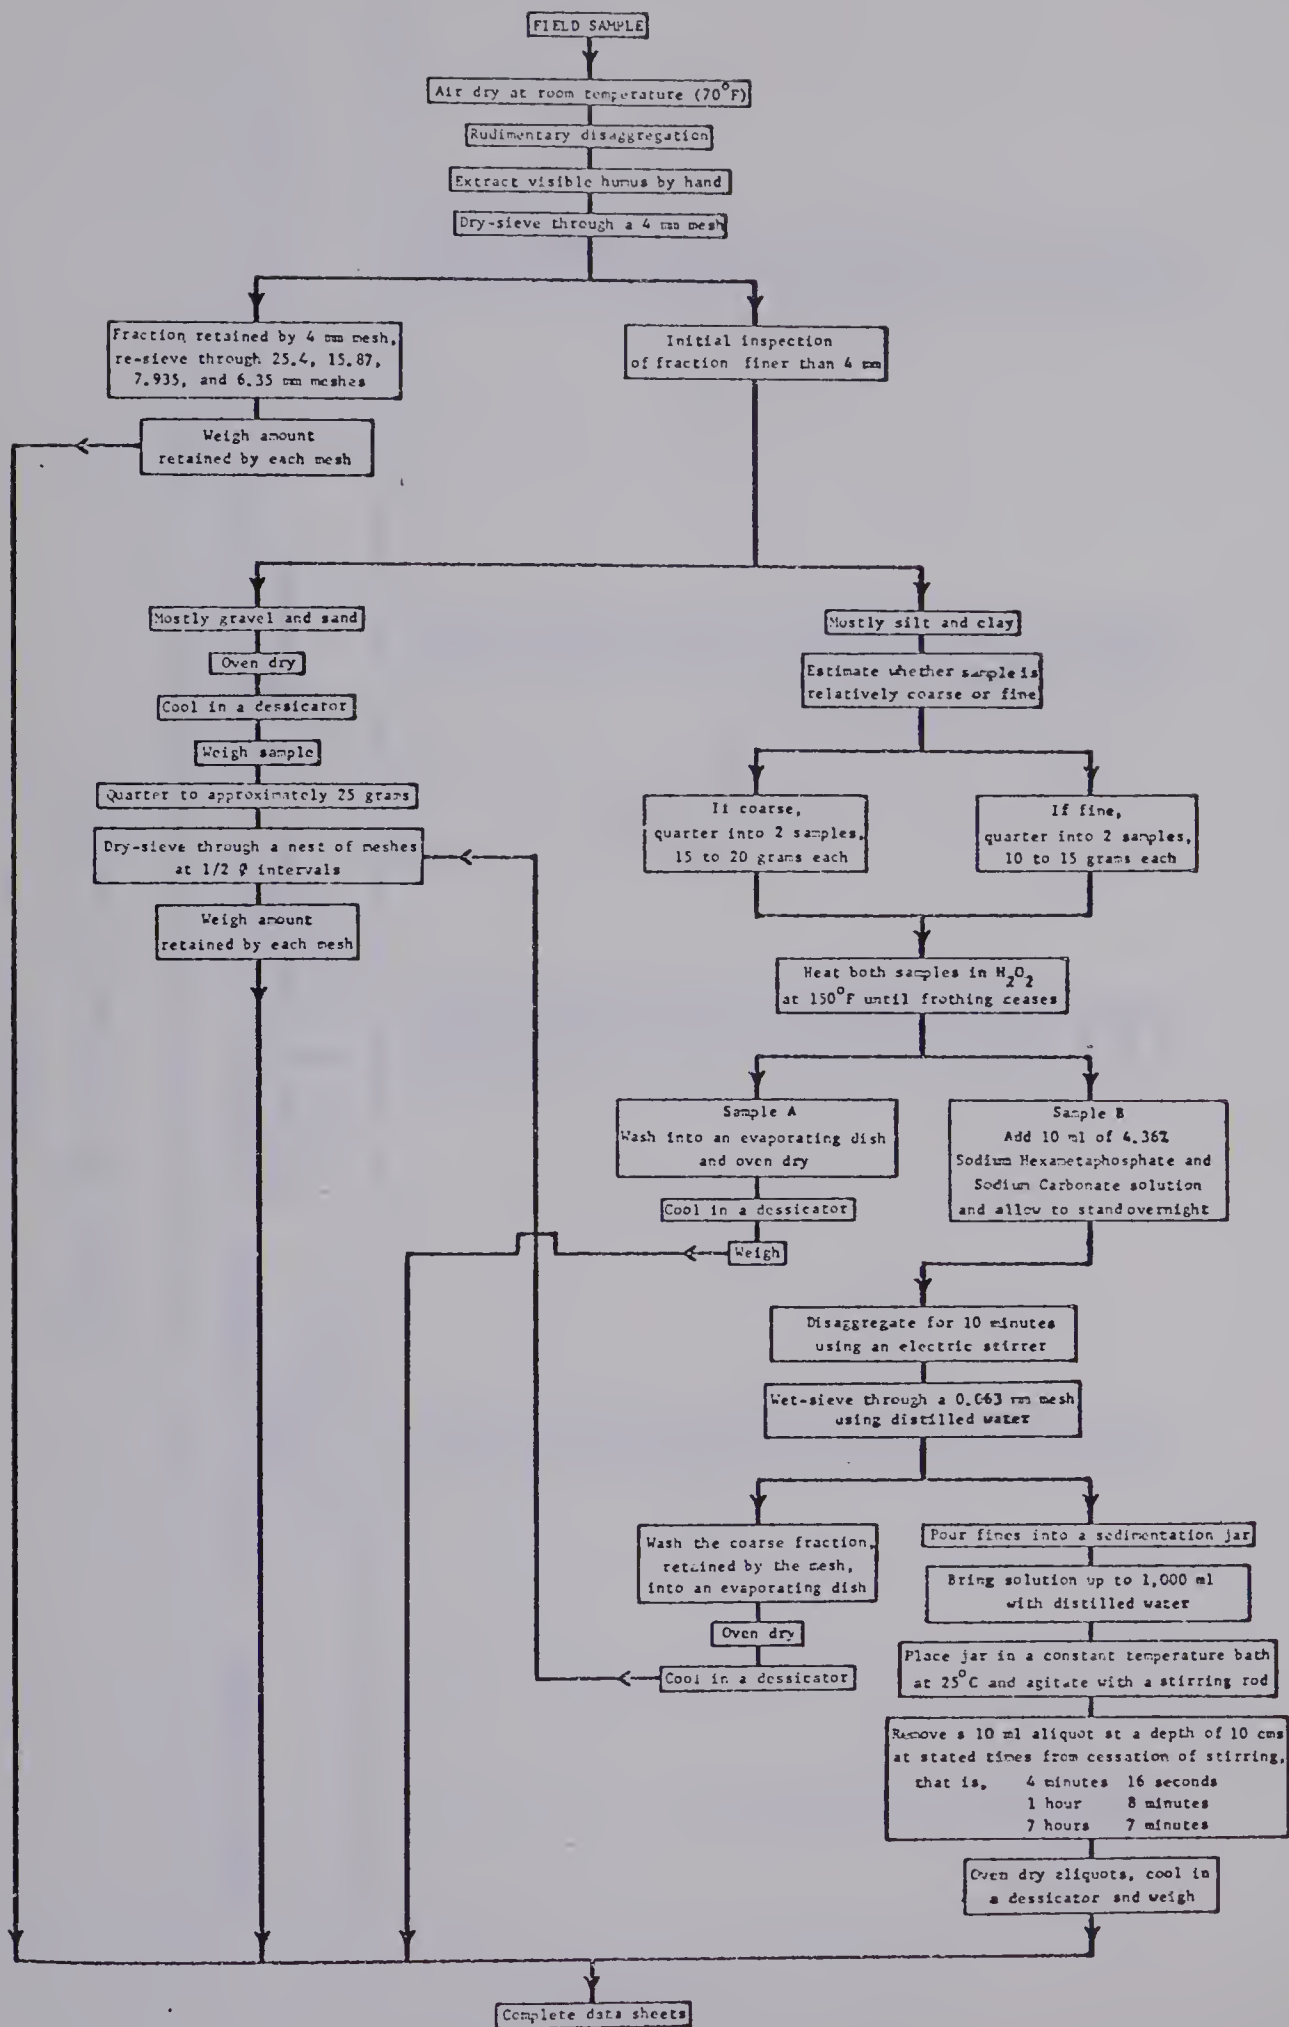 FIELD SAMPLE
Air dry at room temperature (70°F)
Rudimentary disaggregation
Extract visible humus by hand
Dry-sieve through a 4 mm mesh
Fraction retained by 4 mm mesh,
re-sieve through 25.4, 15.87,
7.935, and 6.35 mm meshes
Weigh amount
retained by each mesh
Initial inspection
of fraction finer than 4 mm
Mostly gravel and sand
Oven dry
Cool in a dessicator
Weigh sample
Quarter to approximately 25 grams
Dry-sieve through a nest of meshes
at 1/2 Ø intervals
Weigh amount
retained by each mesh
Mostly silt and clay
Estimate whether sample is
relatively coarse or fine
If coarse,
quarter into 2 samples,
15 to 20 grams each
If fine,
quarter into 2 samples,
10 to 15 grams each
Heat both samples in H2O2
at 150°F until frothing ceases
Sample A
Wash into an evaporating dish
and oven dry
Cool in a dessicator
Weigh
Sample B
Add 10 ml of 4.36%
Sodium Hexametaphosphate and
Sodium Carbonate solution
and allow to stand overnight
Disaggregate for 10 minutes
using an electric stirrer
Wet-sieve through a 0.063 mm mesh
using distilled water
Wash the coarse fraction,
retained by the mesh,
into an evaporating dish
Oven dry
Cool in a dessicator
Pour fines into a sedimentation jar
Bring solution up to 1,000 ml
with distilled water
Place jar in a constant temperature bath
at 25°C and agitate with a stirring rod
Remove a 10 ml aliquot at a depth of 10 cms
at stated times from cessation of stirring,
that is, 4 minutes 16 seconds
1 hour 8 minutes
7 hours 7 minutes
Oven dry aliquots, cool in
a dessicator and weigh
Complete data sheets